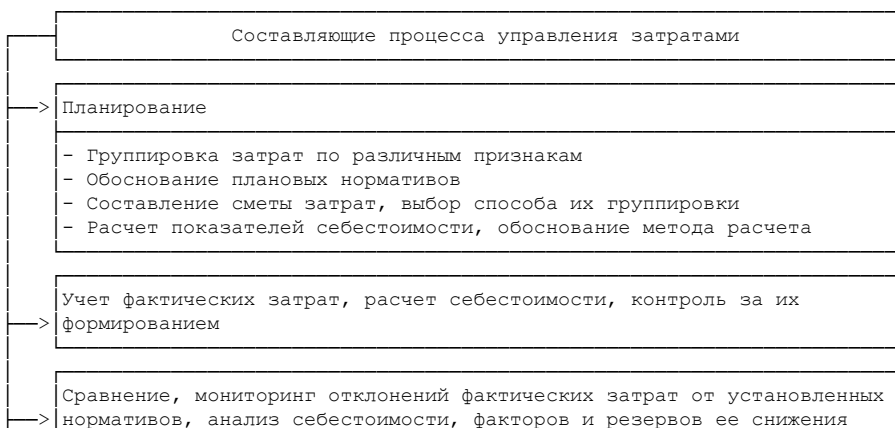 Составляющие процесса управления затратами
Планирование
- Группировка затрат по различным признакам
- Обоснование плановых нормативов
- Составление сметы затрат, выбор способа их группировки
- Расчет показателей себестоимости, обоснование метода расчета
Учет фактических затрат, расчет себестоимости, контроль за их
формированием
Сравнение, мониторинг отклонений фактических затрат от установленных
нормативов, анализ себестоимости, факторов и резервов ее снижения